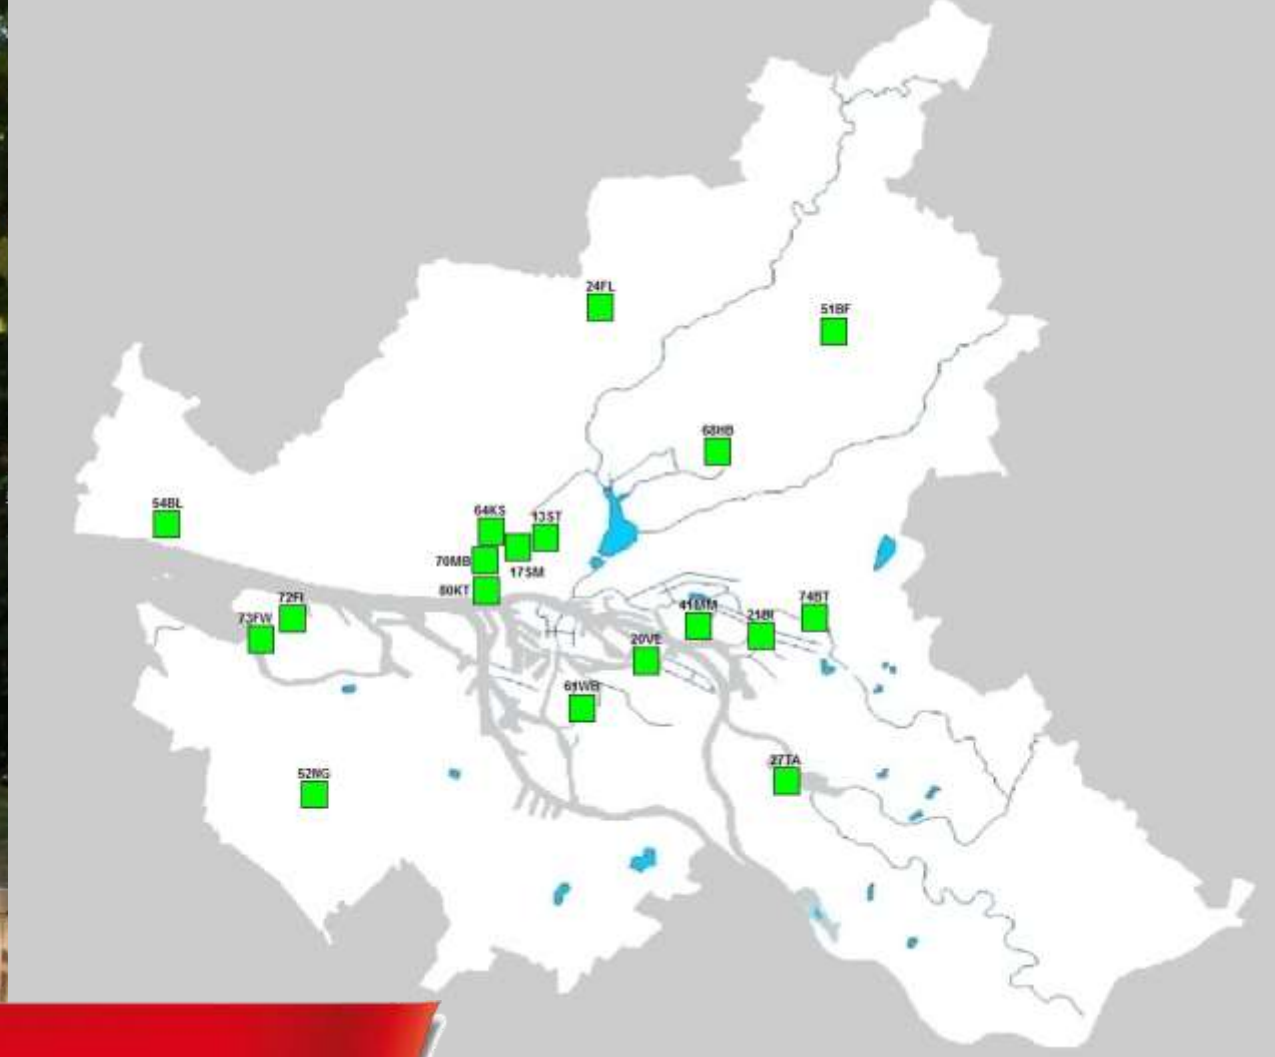 24FL
51BF
68HB
54BL
64KS
13ST
17SM
70MB
80KT
72FI
73FW
41MM
21BI
74BT
20VE
61WB
27TA
52NG